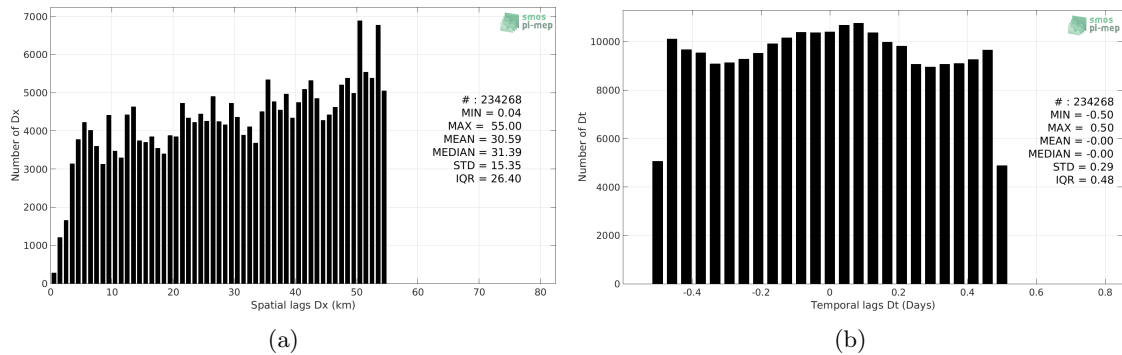 7000
6000
5000
4000
3000
2000
1000
0
Number of Dx
0 10 20 30 40 50 60 70 80
Spatial lags Dx (km)
smos
pi-mep
# : 234268
MIN = 0.04
MAX = 55.00
MEAN = 30.59
MEDIAN = 31.39
STD = 15.35
IQR = 26.40
(a)
10000
8000
6000
4000
2000
0
Number of Dt
-0.4 -0.2 0 0.2 0.4 0.6 0.8
Temporal lags Dt (Days)
smos
pi-mep
# : 234268
MIN = -0.50
MAX = 0.50
MEAN = -0.00
MEDIAN = -0.00
STD = 0.29
IQR = 0.48
(b)